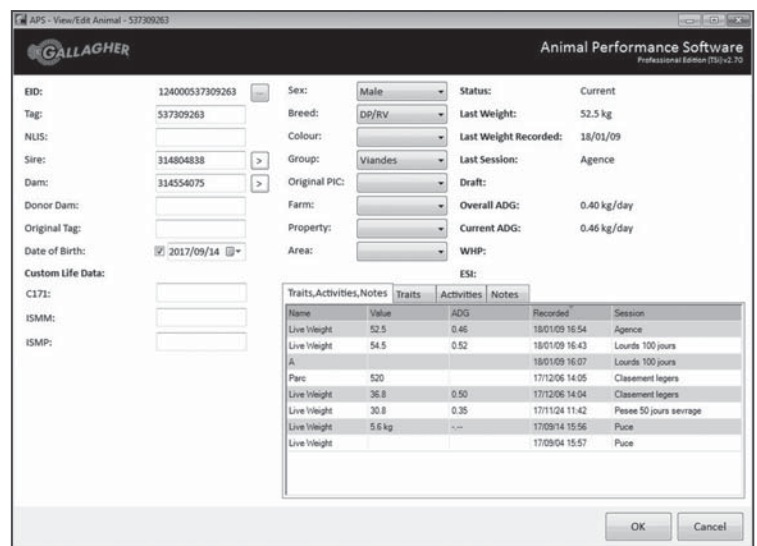 APS - View/Edit Animal - 537309263
GALLAGHER
Animal Performance Software
Professional Edition (TSi) v2.70
EID: 124000537309263 ... Sex: Male Status: Current
Tag: 537309263 Breed: DP/RV Last Weight: 52.5 kg
NLIS: Colour: Last Weight Recorded: 18/01/09
Sire: 314804838 > Group: Viandes Last Session: Agence
Dam: 314554075 > Original PIC: Draft:
Donor Dam: Farm: Overall ADG: 0.40 kg/day
Original Tag: Property: Current ADG: 0.46 kg/day
Date of Birth: 2017/09/14 Area: WHP:
Custom Life Data: ESI:
C171:
ISMM:
ISMP:
Traits,Activities,Notes Traits Activities Notes
Name Value ADG Recorded Session
Live Weight 52.5 0.46 18/01/09 16:54 Agence
Live Weight 54.5 0.52 18/01/09 16:43 Lourds 100 jours
A 18/01/09 16:07 Lourds 100 jours
Parc 520 17/12/06 14:05 Clasement legers
Live Weight 36.8 0.50 17/12/06 14:04 Clasement legers
Live Weight 30.8 0.35 17/11/24 11:42 Pesee 50 jours sevrage
Live Weight 5.6 kg -.-- 17/09/14 15:56 Puce
Live Weight 17/09/04 15:57 Puce
OK Cancel